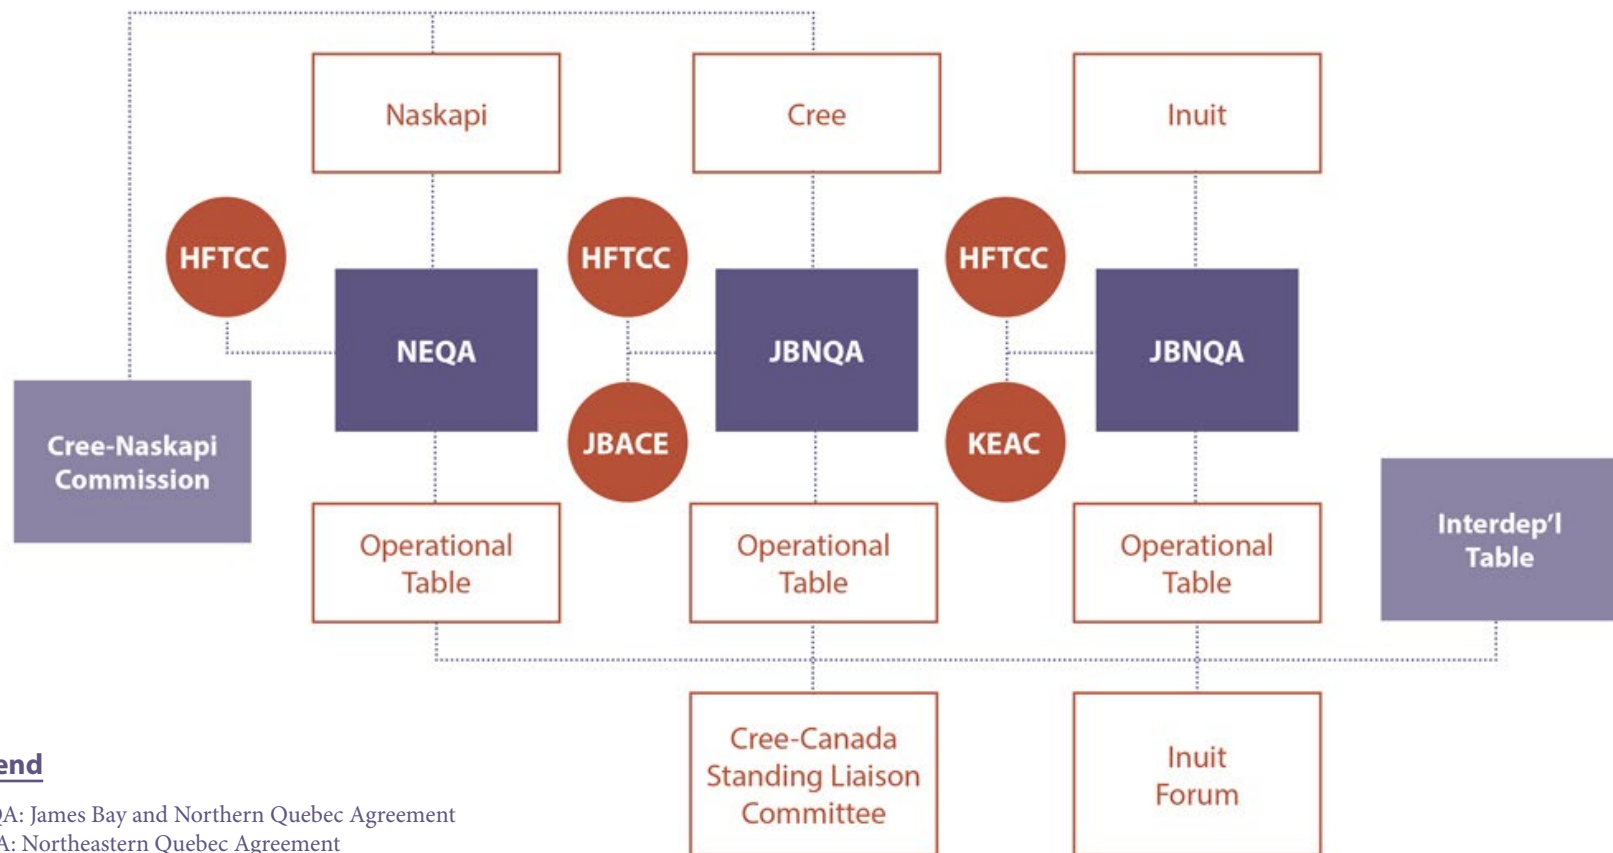 Naskapi
Cree
Inuit
HFTCC
HFTCC
HFTCC
NEQA
JBNQA
JBNQA
Cree-Naskapi
Commission
JBACE
KEAC
Operational
Table
Operational
Table
Operational
Table
Interdep'l
Table
Cree-Canada
Standing Liaison
Committee
Inuit
Forum
end
QA: James Bay and Northern Quebec Agreement
A: Northeastern Quebec Agreement